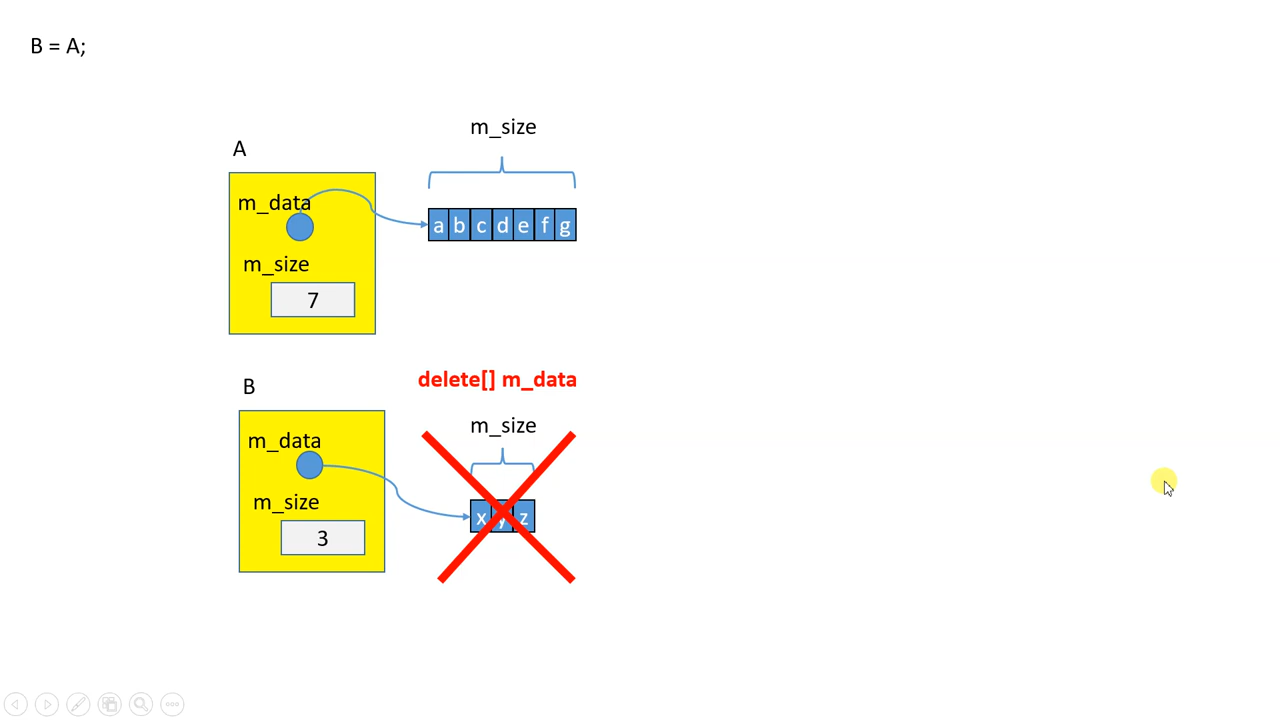 B = A;
m_size
A
m_data
a b c d e f g
m_size
7
delete[] m_data
B
m_size
m_data
m_size
x y z
3